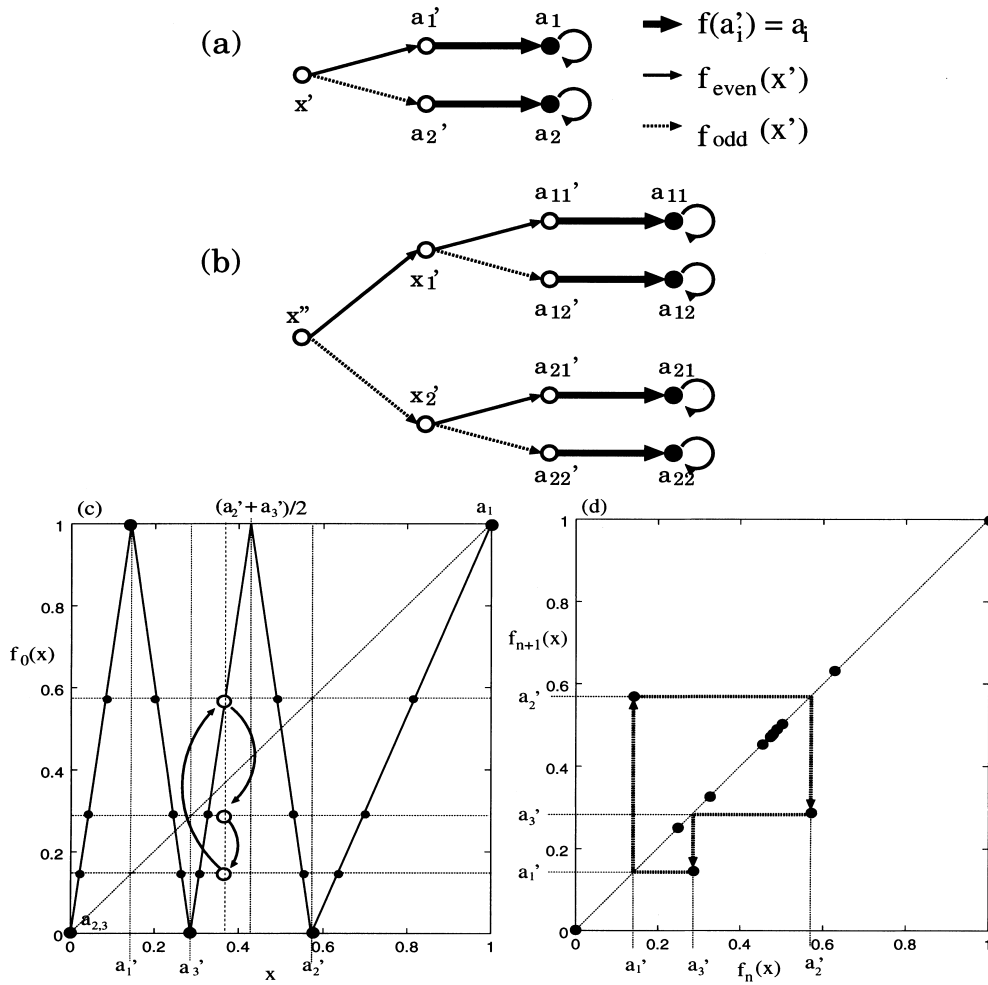 (a)
a1'
a1
f(a'i) = ai
x'
feven(x')
a2'
a2
fodd (x')
(b)
a11'
a11
x1'
a12'
a12
x"
a21'
a21
x2'
a22'
a22
(c)
(a2'+a3')/2
a1
1
0.8
f0(x)
0.6
0.4
0.2
0
a2,3
0
0.2
0.4
0.6
0.8
1
a1'
a3'
x
a2'
(d)
1
0.8
fn+1(x)
a2'
0.6
0.4
a3'
0.2
a1'
0
0
0.2
0.4
0.6
0.8
1
a1'
a3'
fn(x)
a2'